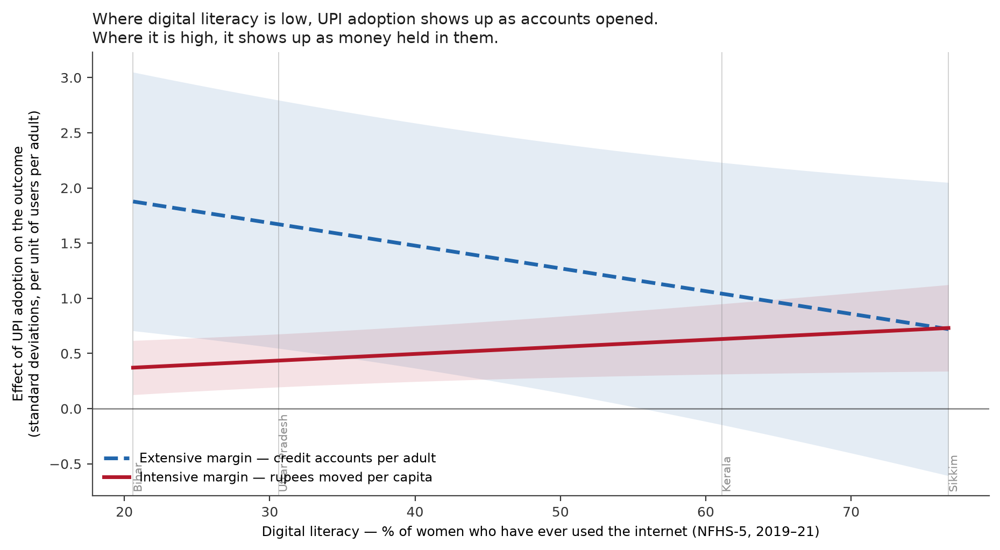 Where digital literacy is low, UPI adoption shows up as accounts opened.
Where it is high, it shows up as money held in them.
Effect of UPI adoption on the outcome
(standard deviations, per unit of users per adult)
3.0
2.5
2.0
1.5
1.0
0.5
0.0
−0.5
Bihar
Uttar Pradesh
Kerala
Sikkim
Extensive margin — credit accounts per adult
Intensive margin — rupees moved per capita
20 30 40 50 60 70
Digital literacy — % of women who have ever used the internet (NFHS-5, 2019–21)